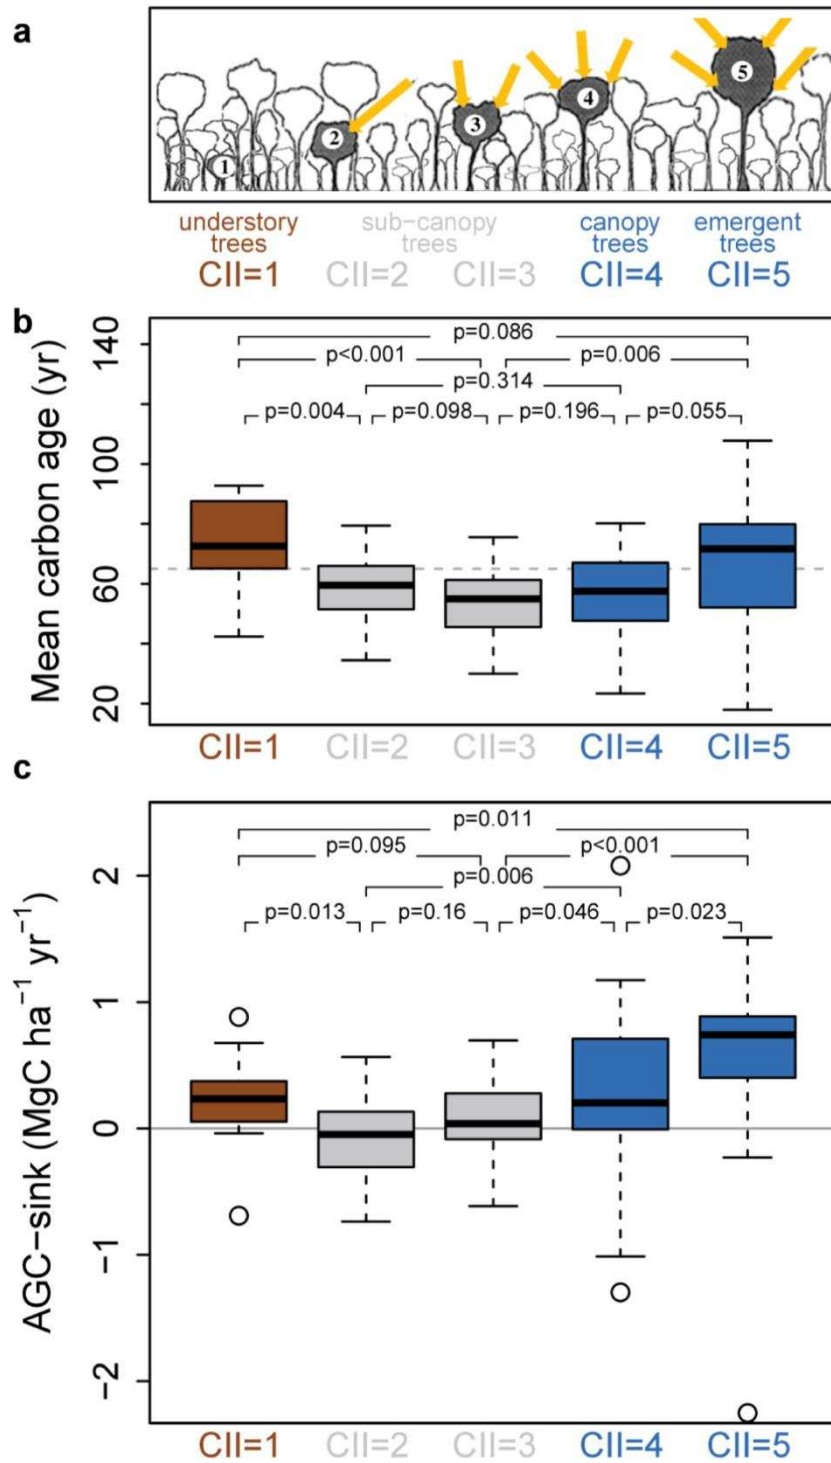 a
1
2
3
4
5
understory sub-canopy canopy emergent
trees trees trees trees
CII=1 CII=2 CII=3 CII=4 CII=5
b
Mean carbon age (yr)
140
100
60
20
p=0.086
p<0.001 p=0.006
p=0.314
p=0.004 p=0.098 p=0.196 p=0.055
CII=1 CII=2 CII=3 CII=4 CII=5
c
AGC-sink (MgC ha⁻¹ yr⁻¹)
2
1
0
-1
-2
p=0.011
p=0.095 p<0.001
p=0.006
p=0.013 p=0.16 p=0.046 p=0.023
CII=1 CII=2 CII=3 CII=4 CII=5